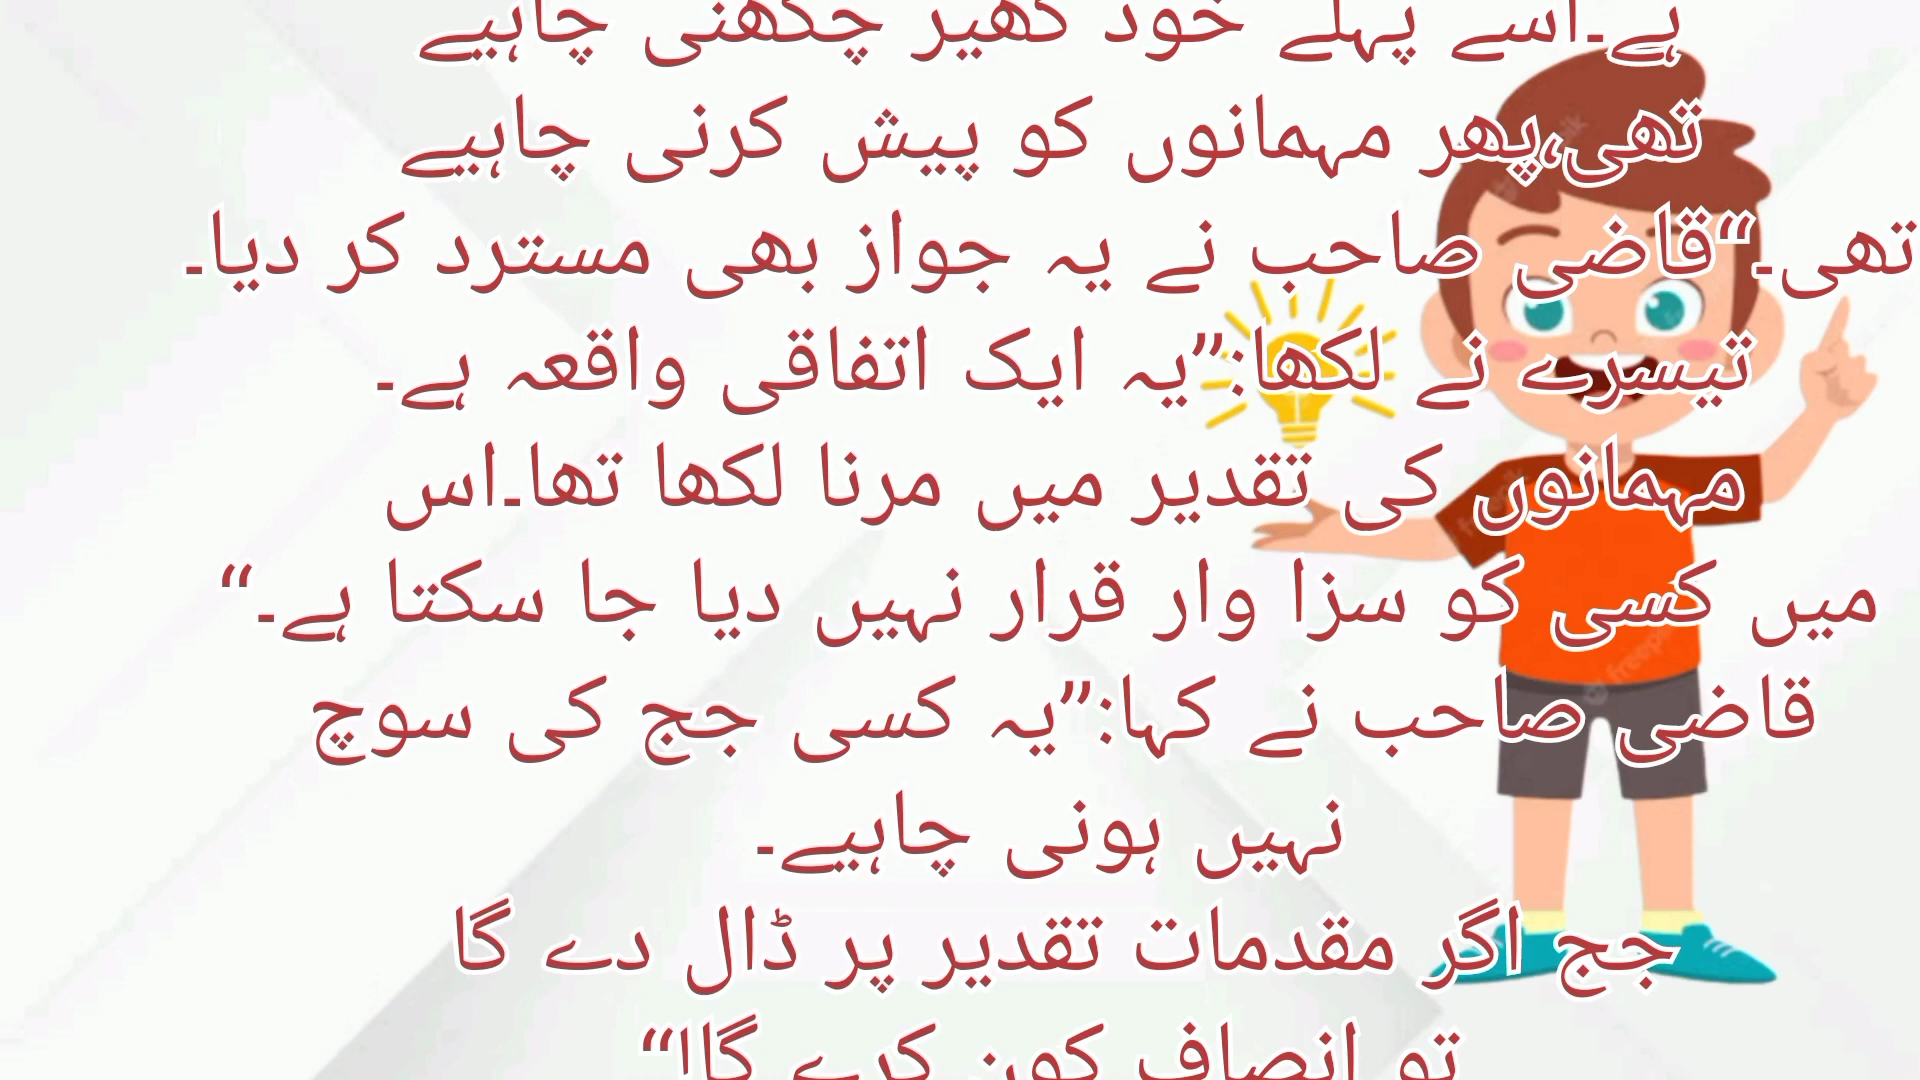 ہے۔اسے پہلے خود کھیر چکھنی چاہیے
تھی،پھر مہمانوں کو پیش کرنی چاہیے
تھی۔“قاضی صاحب نے یہ جواز بھی مسترد کر دیا۔
تیسرے نے لکھا:”یہ ایک اتفاقی واقعہ ہے۔
مہمانوں کی تقدیر میں مرنا لکھا تھا۔اس
میں کسی کو سزا وار قرار نہیں دیا جا سکتا ہے۔“
قاضی صاحب نے کہا:”یہ کسی جج کی سوچ
نہیں ہونی چاہیے۔
جج اگر مقدمات تقدیر پر ڈال دے گا
تو انصاف کون کرے گا!“